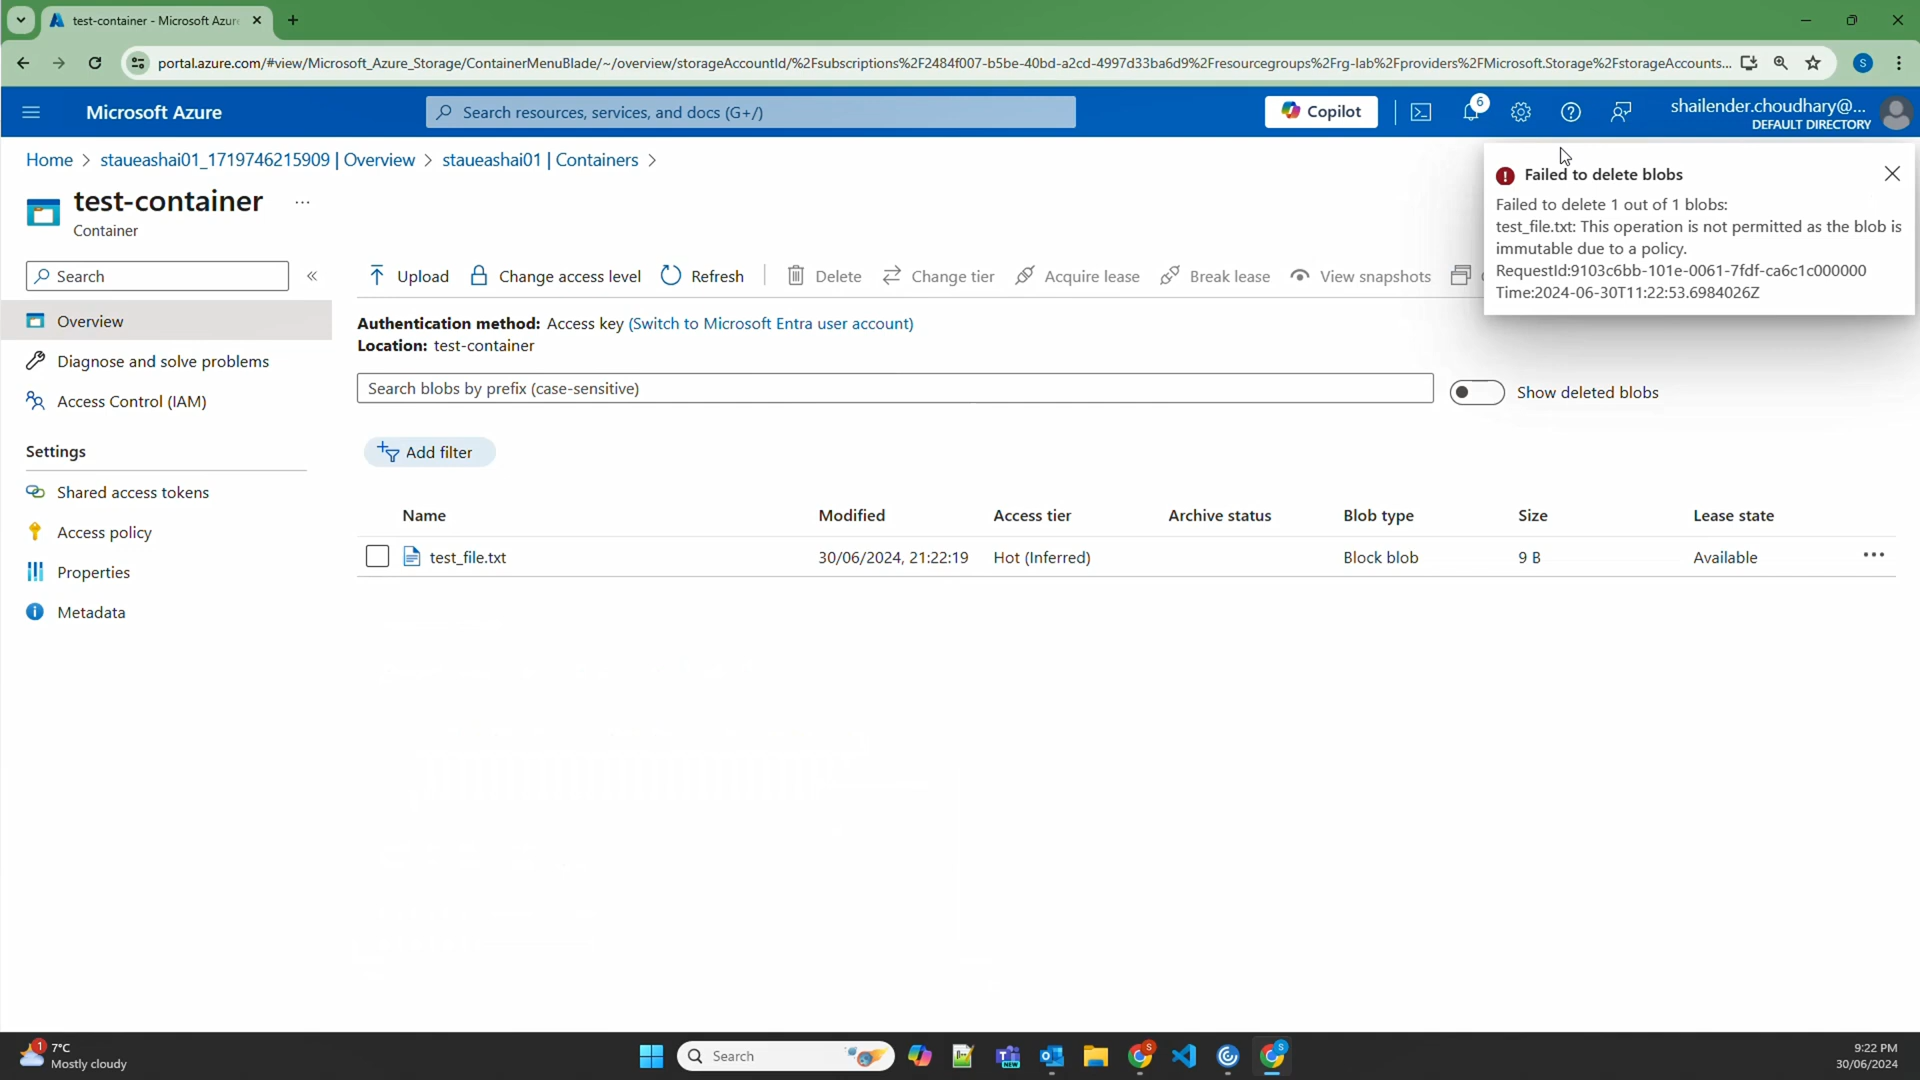 test-container - Microsoft Azur
portal.azure.com/#view/Microsoft_Azure_Storage/ContainerMenuBlade/~/overview/storageAccountId/%2Fsubscriptions%2F2484f007-b5be-40bd-a2cd-4997d33ba6d9%2Fresourcegroups%2Frg-lab%2Fproviders%2FMicrosoft.Storage%2FstorageAccounts...
S
Microsoft Azure
Search resources, services, and docs (G+/)
Copilot
6
shailender.choudhary@...
DEFAULT DIRECTORY
Home > staueashai01_1719746215909 | Overview > staueashai01 | Containers >
test-container
...
Container
Failed to delete blobs
Failed to delete 1 out of 1 blobs:
test_file.txt: This operation is not permitted as the blob is
immutable due to a policy.
RequestId:9103c6bb-101e-0061-7fdf-ca6c1c000000
Time:2024-06-30T11:22:53.6984026Z
Search
«
Upload
Change access level
Refresh
Delete
Change tier
Acquire lease
Break lease
View snapshots
Overview
Diagnose and solve problems
Access Control (IAM)
Settings
Shared access tokens
Access policy
Properties
Metadata
Authentication method: Access key (Switch to Microsoft Entra user account)
Location: test-container
Search blobs by prefix (case-sensitive)
Show deleted blobs
Add filter
Name Modified Access tier Archive status Blob type Size Lease state
test_file.txt 30/06/2024, 21:22:19 Hot (Inferred) Block blob 9 B Available ...
1
7°C
Mostly cloudy
Search
NEW
S
S
9:22 PM
30/06/2024